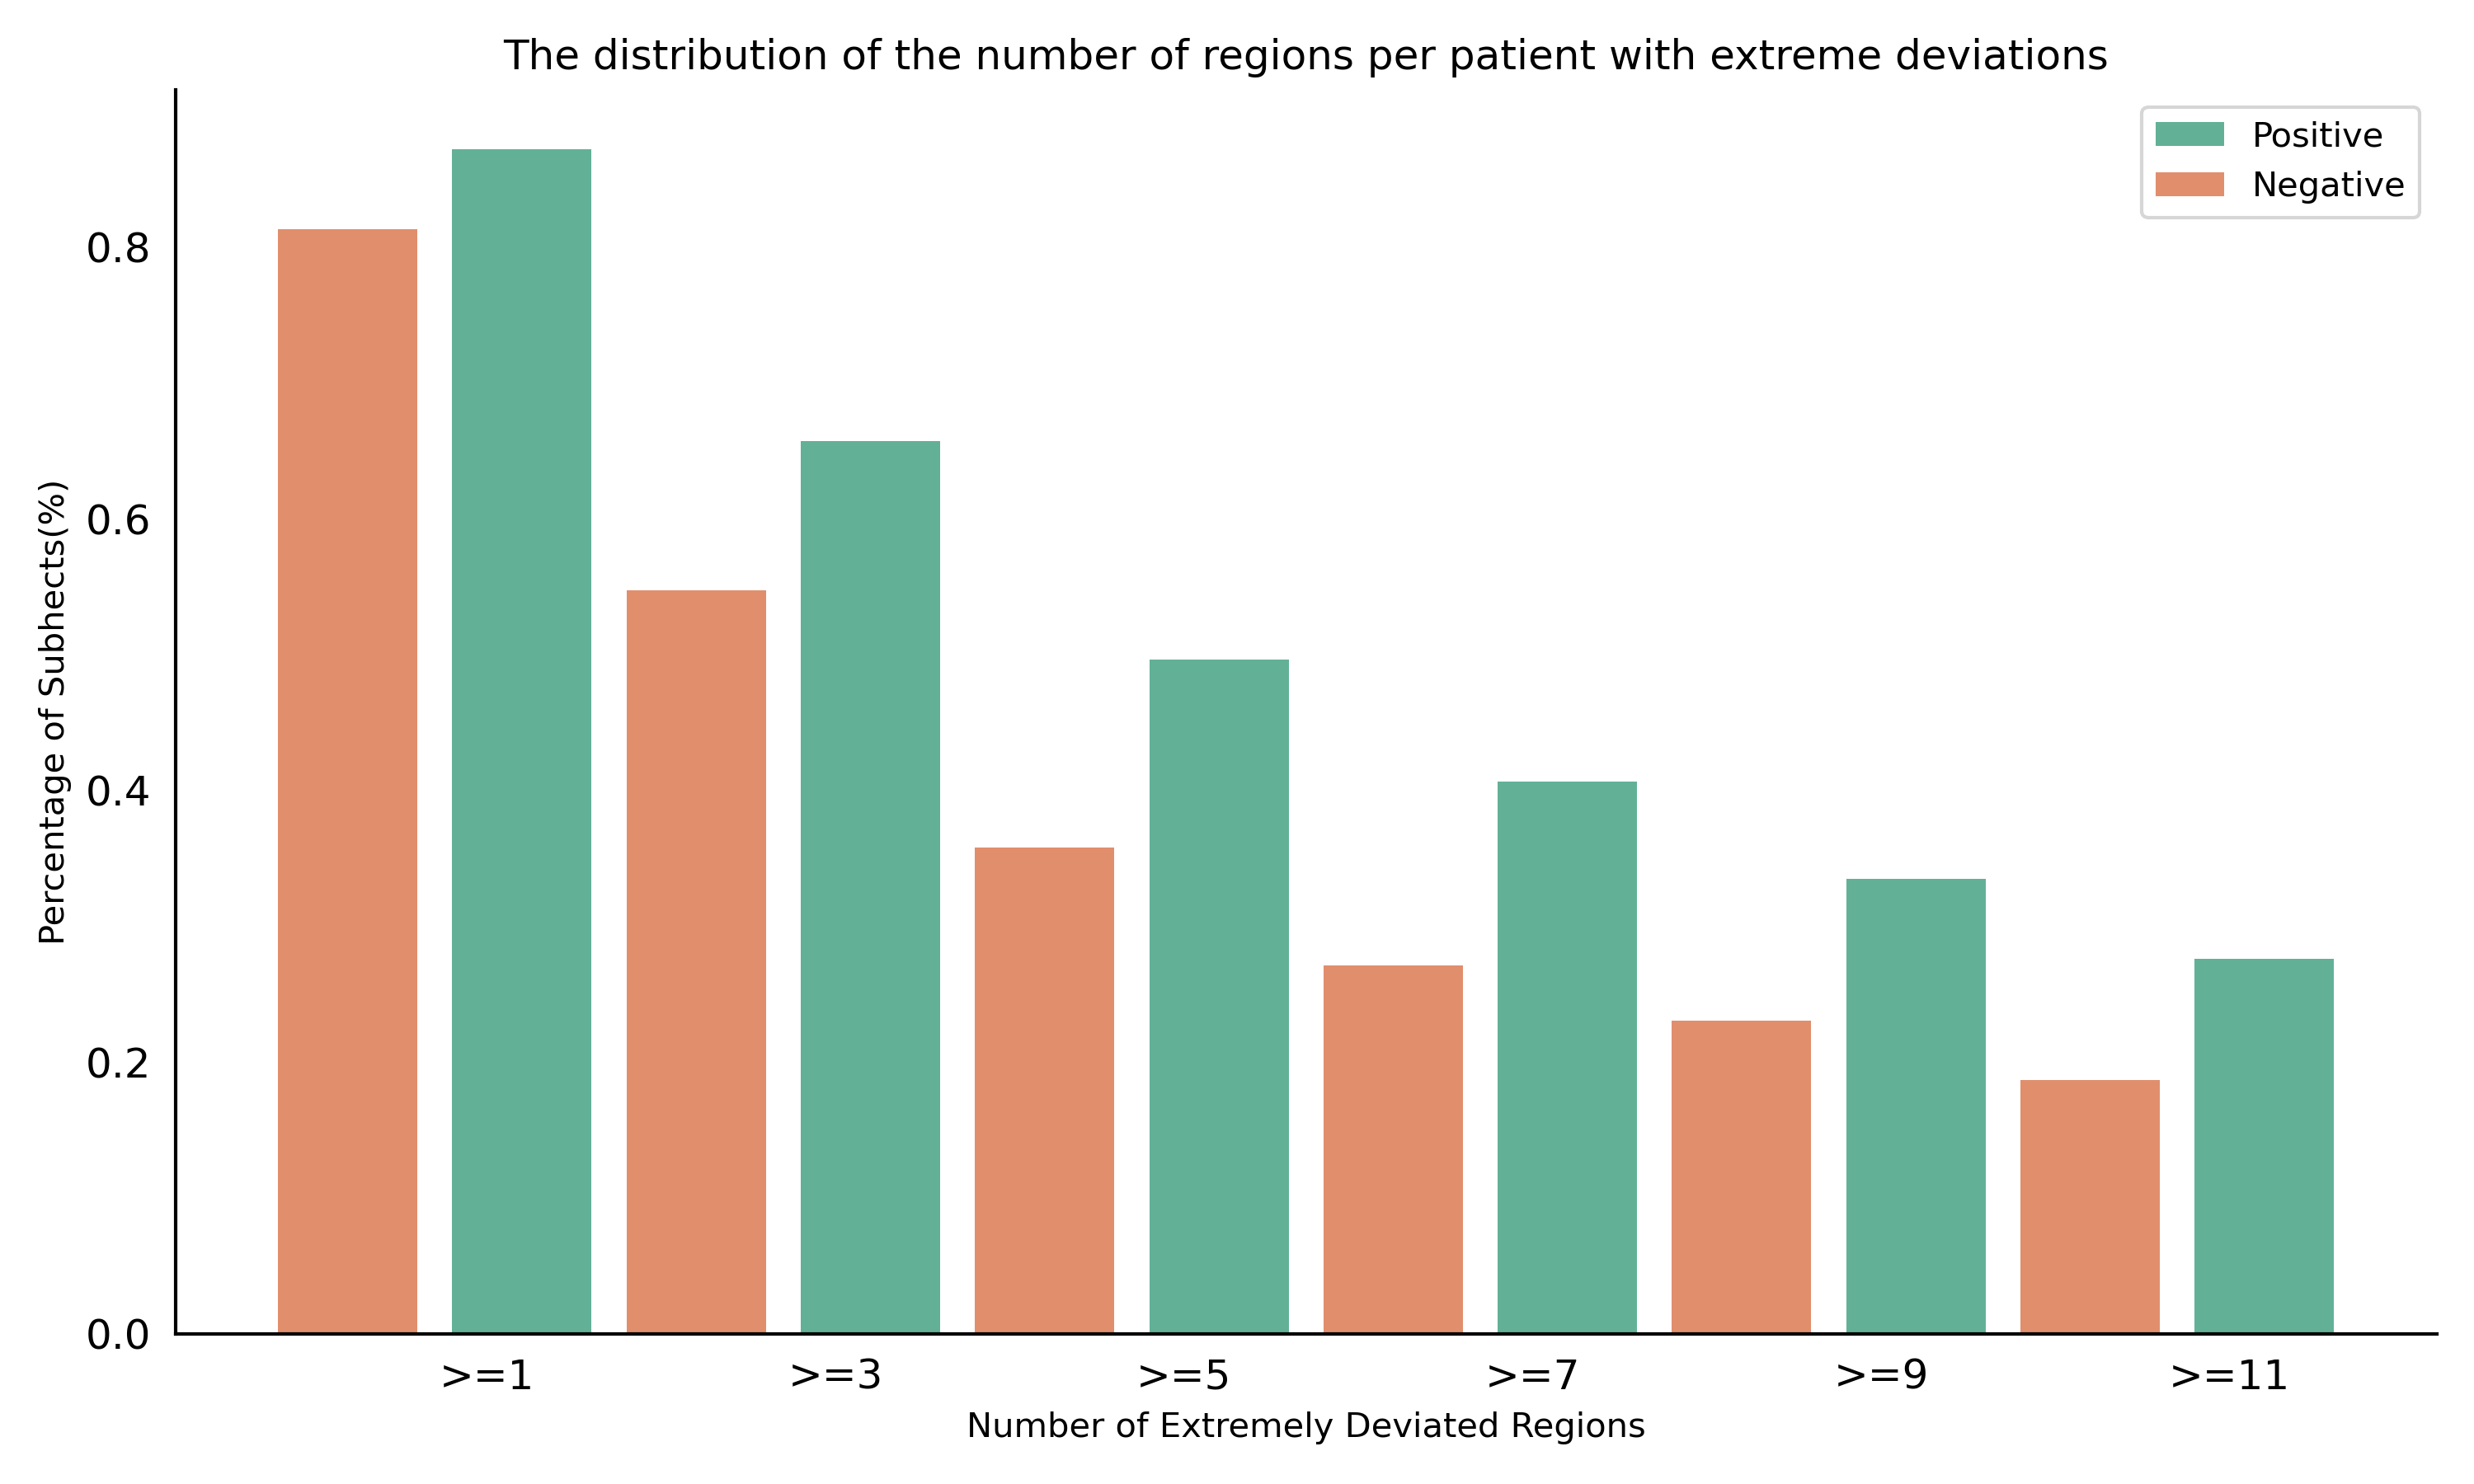 The distribution of the number of regions per patient with extreme deviations
Positive
Negative
Percentage of Subhects(%)
0.8
0.6
0.4
0.2
0.0
>=1 >=3 >=5 >=7 >=9 >=11
Number of Extremely Deviated Regions